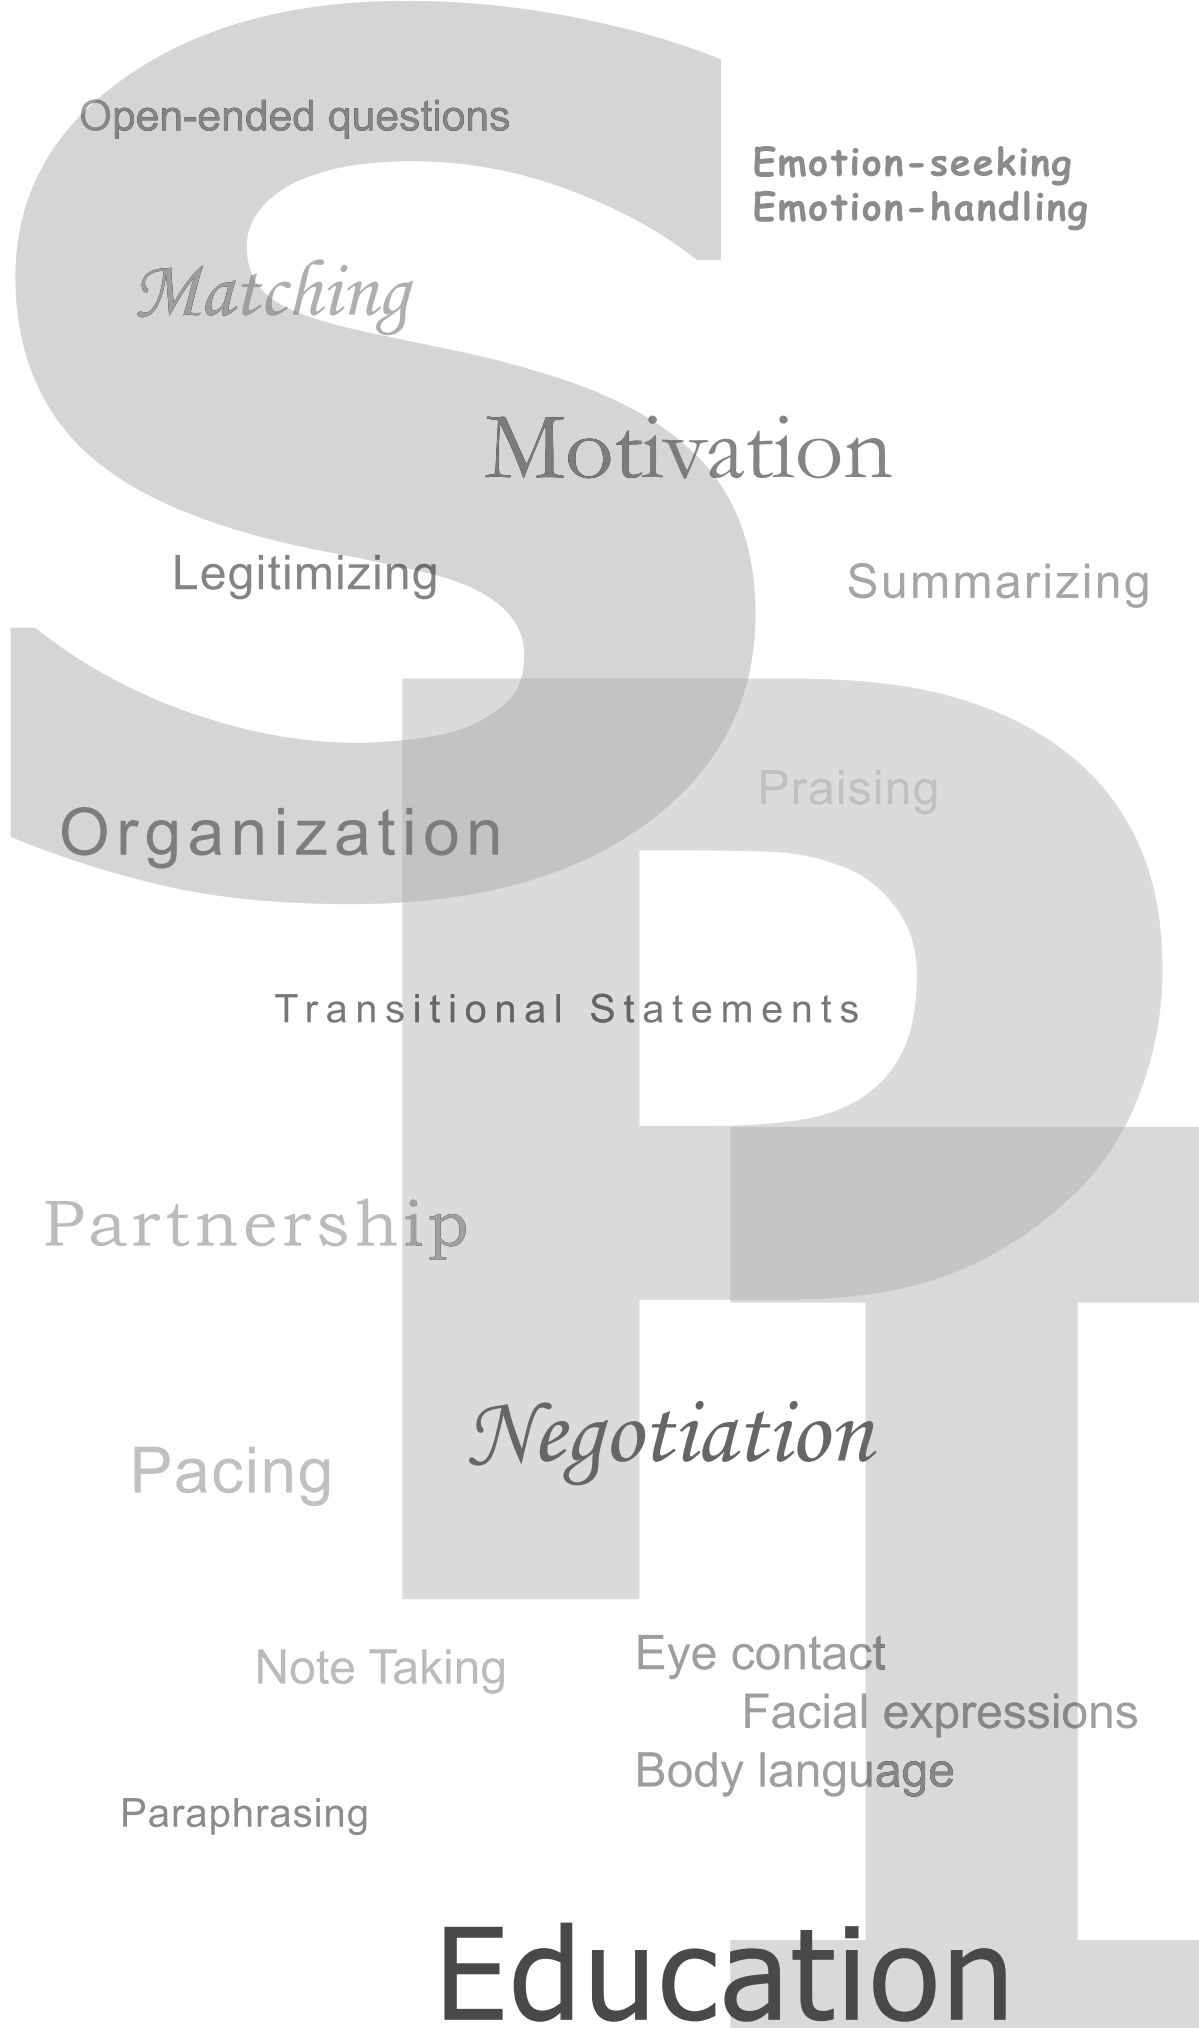 SPI
Open-ended questions
Emotion-seeking
Emotion-handling
Matching
Motivation
Legitimizing
Summarizing
Praising
Organization
Transitional Statements
Partnership
Negotiation
Pacing
Eye contact
Note Taking
Facial expressions
Body language
Paraphrasing
Education